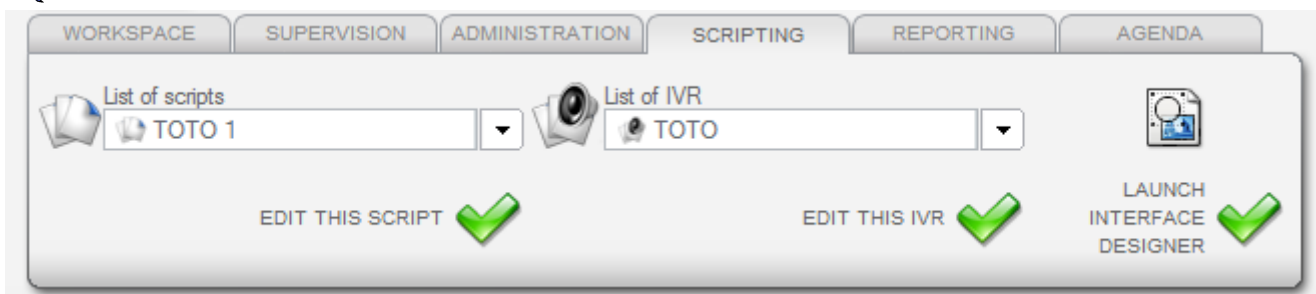 WORKSPACE
SUPERVISION
ADMINISTRATION
SCRIPTING
REPORTING
AGENDA
List of scripts
TOTO 1
List of IVR
TOTO
EDIT THIS SCRIPT
EDIT THIS IVR
LAUNCH
INTERFACE
DESIGNER